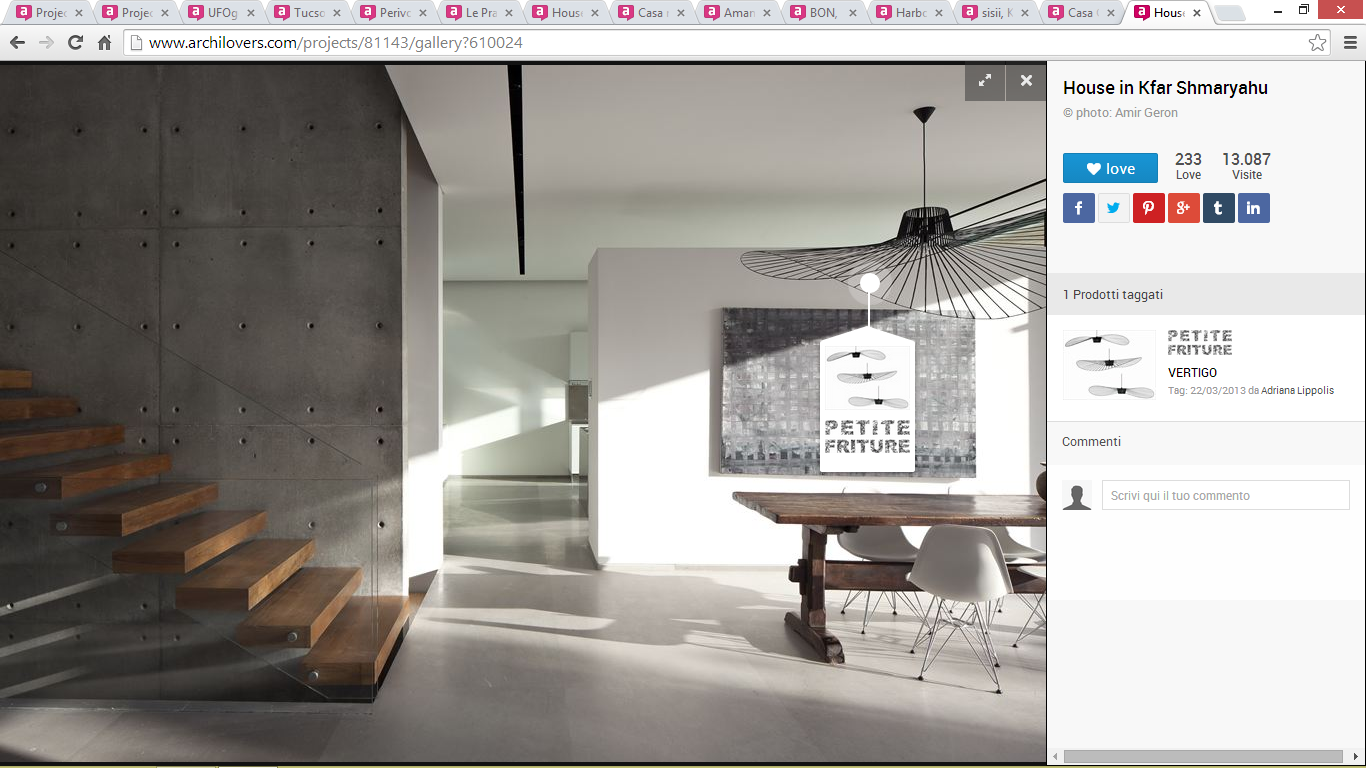 Projec
Projec
UFOg
Tucso
Perivo
Le Pra
House
Casa
Aman
BON,
Harbo
sisii, K
Casa
House
www.archilovers.com/projects/81143/gallery?610024
House in Kfar Shmaryahu
© photo: Amir Geron
love
233
13.087
Love
Visite
1 Prodotti taggati
PETITE
FRITURE
VERTIGO
Tag: 22/03/2013 da Adriana Lippolis
PETITE
FRITURE
Commenti
Scrivi qui il tuo commento